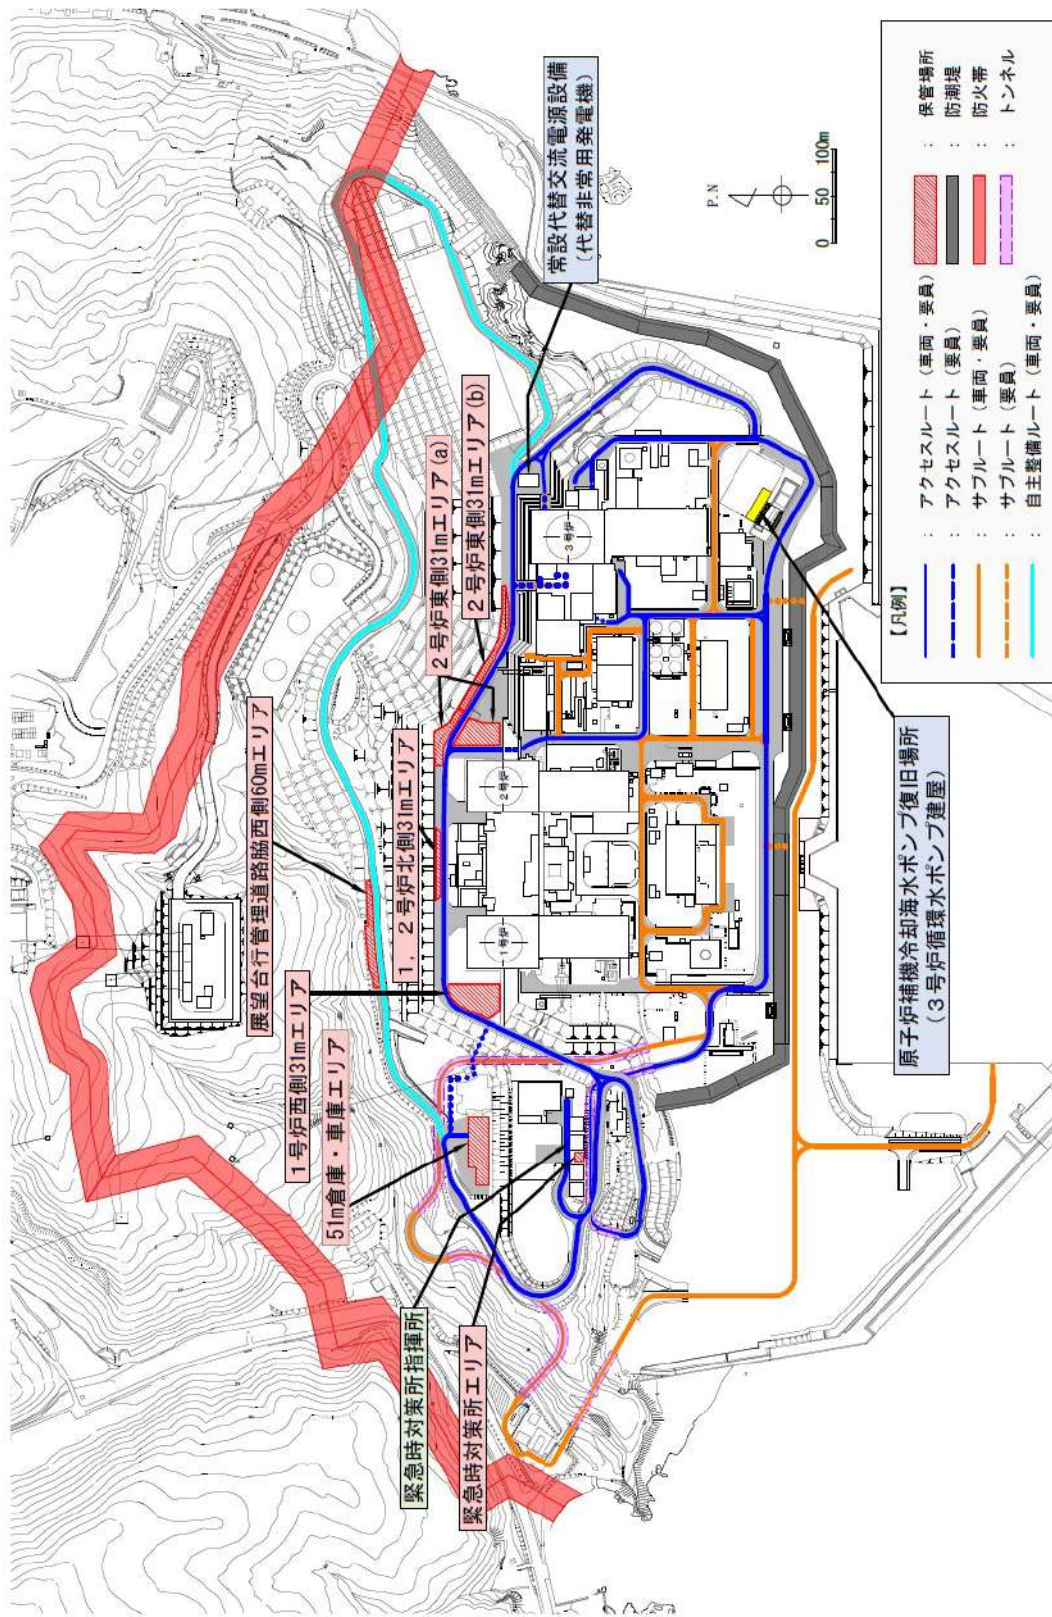 展望台行管理道路脇西側60mエリア
1号炉西側31mエリア
51m倉庫・車庫エリア
緊急時対策所指揮所
緊急時対策所エリア
1,2号炉北側31mエリア
2号炉東側31mエリア(a)
2号炉東側31mエリア(b)
常設代替交流電源設備
(代替非常用発電機)
1号炉
2号炉
3号炉
P.N
0 50 100m
原子炉補機冷却海水ポンプ復旧場所
(3号炉循環水ポンプ建屋)
【凡例】
: アクセスルート(車両・要員)
: アクセスルート(要員)
: サブルート(車両・要員)
: サブルート(要員)
: 自主整備ルート(車両・要員)
: 保管場所
: 防潮堤
: 防火帯
: トンネル